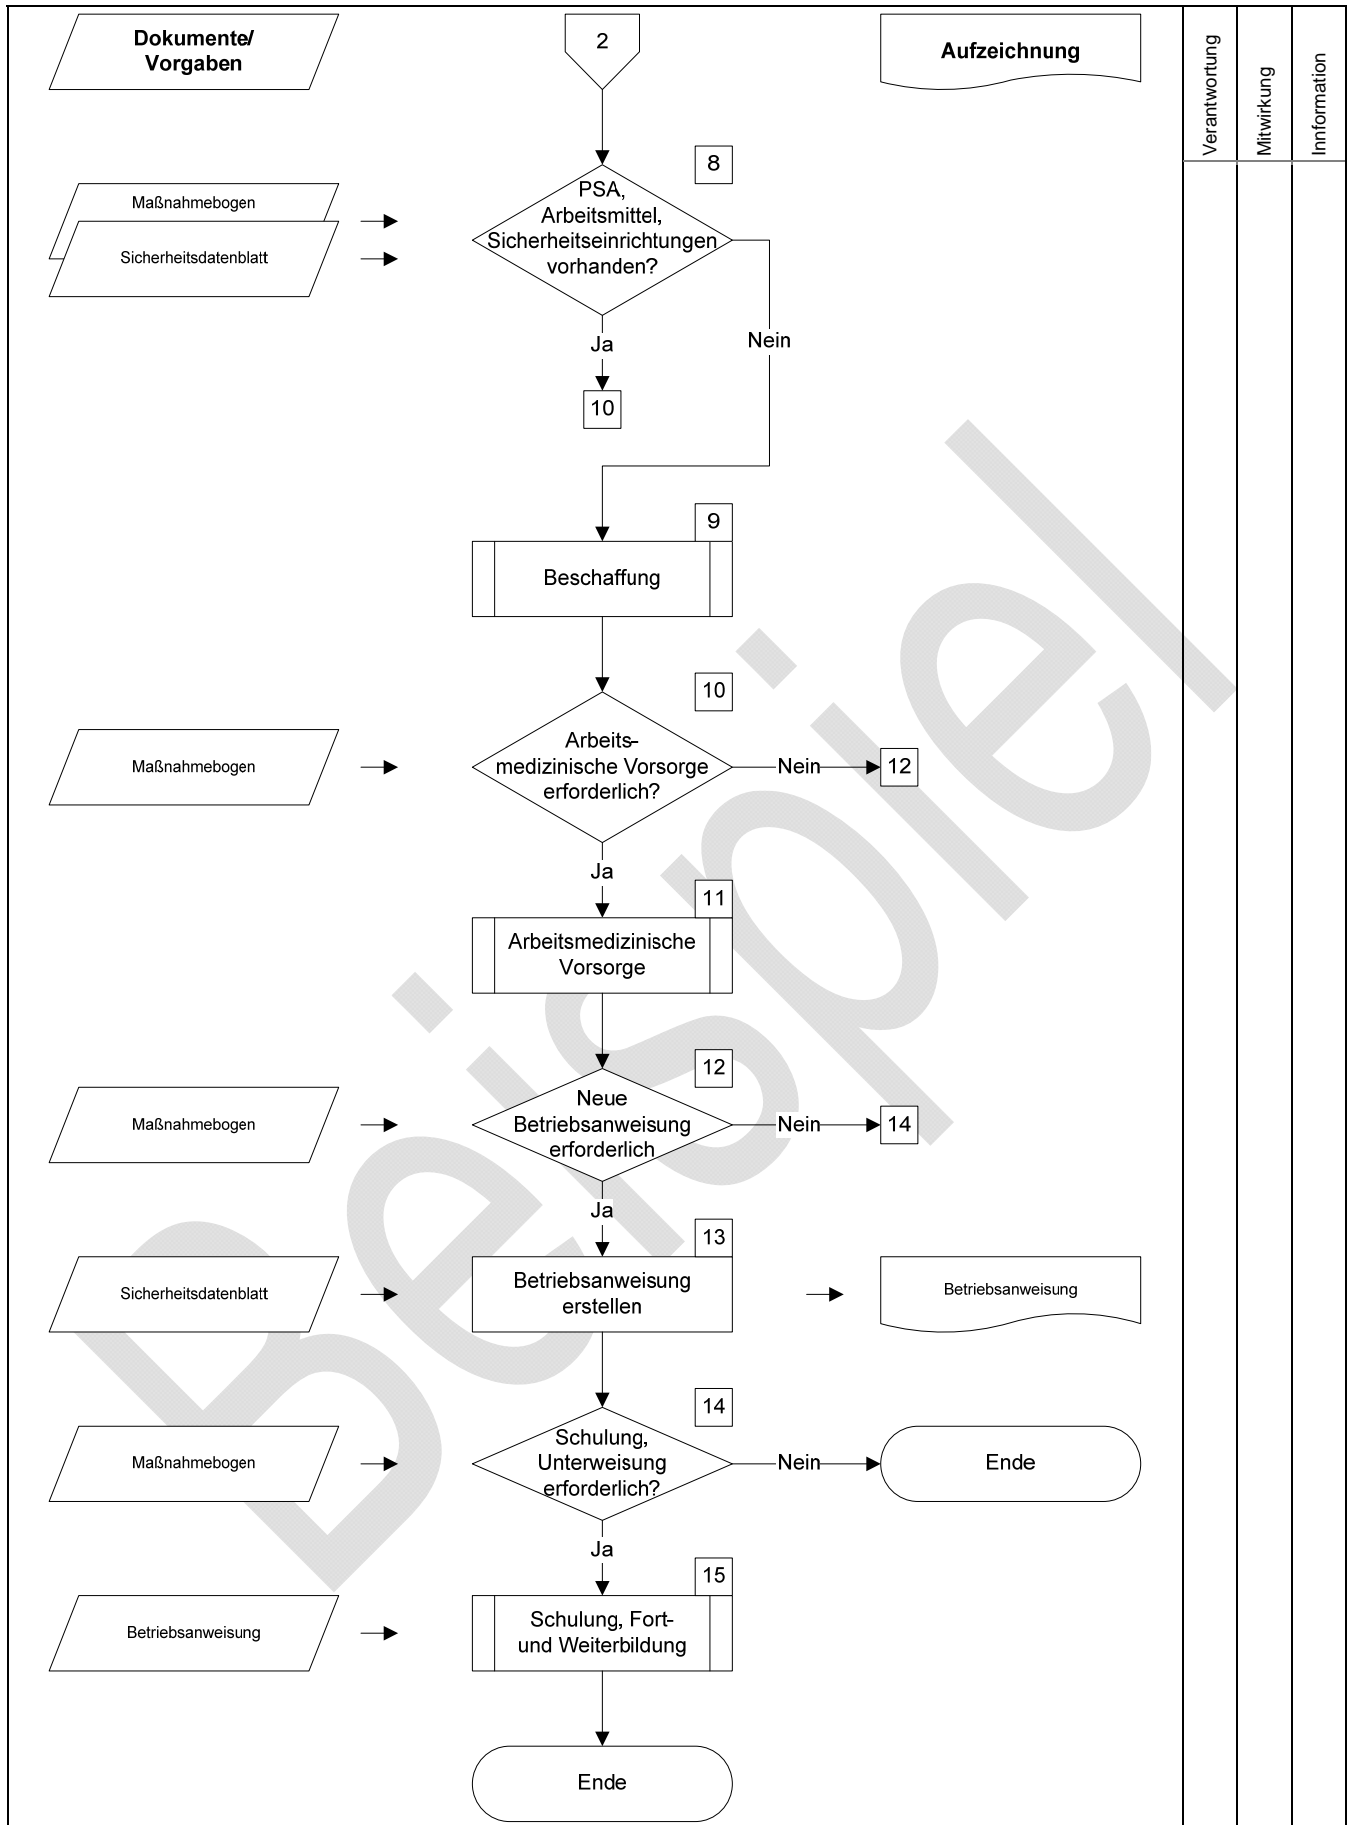 Dokumente/
Vorgaben
2
Aufzeichnung
Verantwortung
Mitwirkung
Innformation
8
Maßnahmebogen
Sicherheitsdatenblatt
PSA,
Arbeitsmittel,
Sicherheitseinrichtungen
vorhanden?
Ja
Nein
10
9
Beschaffung
10
Maßnahmebogen
Arbeits-
medizinische Vorsorge
erforderlich?
Nein
12
Ja
11
Arbeitsmedizinische
Vorsorge
12
Maßnahmebogen
Neue
Betriebsanweisung
erforderlich
Nein
14
Ja
13
Sicherheitsdatenblatt
Betriebsanweisung
erstellen
Betriebsanweisung
14
Maßnahmebogen
Schulung,
Unterweisung
erforderlich?
Nein
Ende
Ja
15
Betriebsanweisung
Schulung, Fort-
und Weiterbildung
Ende
Beispiel